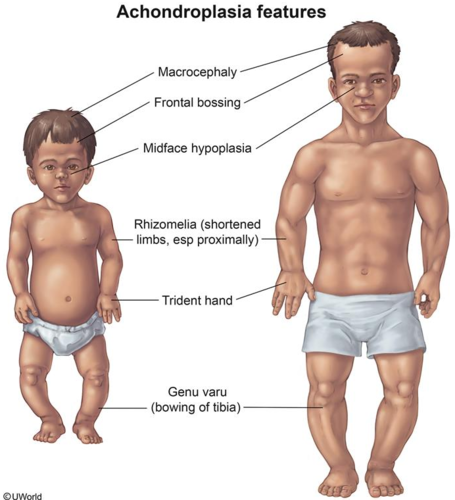 Achondroplasia features
Macrocephaly
Frontal bossing
Midface hypoplasia
Rhizomelia (shortened
limbs, esp proximally)
Trident hand
Genu varu
(bowing of tibia)
©UWorld